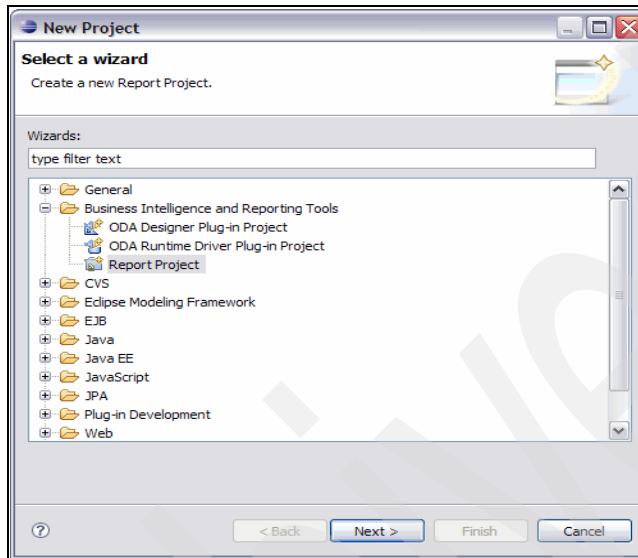 New Project
Select a wizard
Create a new Report Project.
Wizards:
type filter text
General
Business Intelligence and Reporting Tools
ODA Designer Plug-in Project
ODA Runtime Driver Plug-in Project
Report Project
CVS
Eclipse Modeling Framework
EJB
Java
Java EE
JavaScript
JPA
Plug-in Development
Web
? < Back Next > Finish Cancel